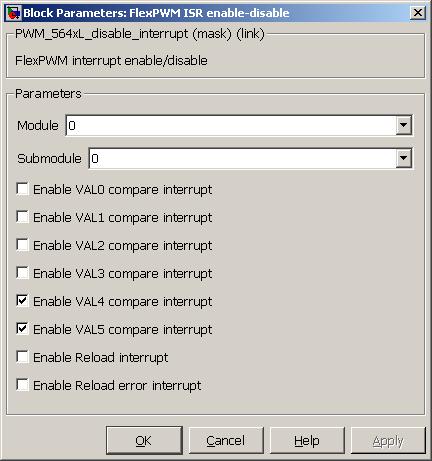 Block Parameters: FlexPWM ISR enable-disable
PWM_564xL_disable_interrupt (mask) (link)
FlexPWM interrupt enable/disable
Parameters
Module 0
Submodule 0
Enable VAL0 compare interrupt
Enable VAL1 compare interrupt
Enable VAL2 compare interrupt
Enable VAL3 compare interrupt
Enable VAL4 compare interrupt
Enable VAL5 compare interrupt
Enable Reload interrupt
Enable Reload error interrupt
OK Cancel Help Apply